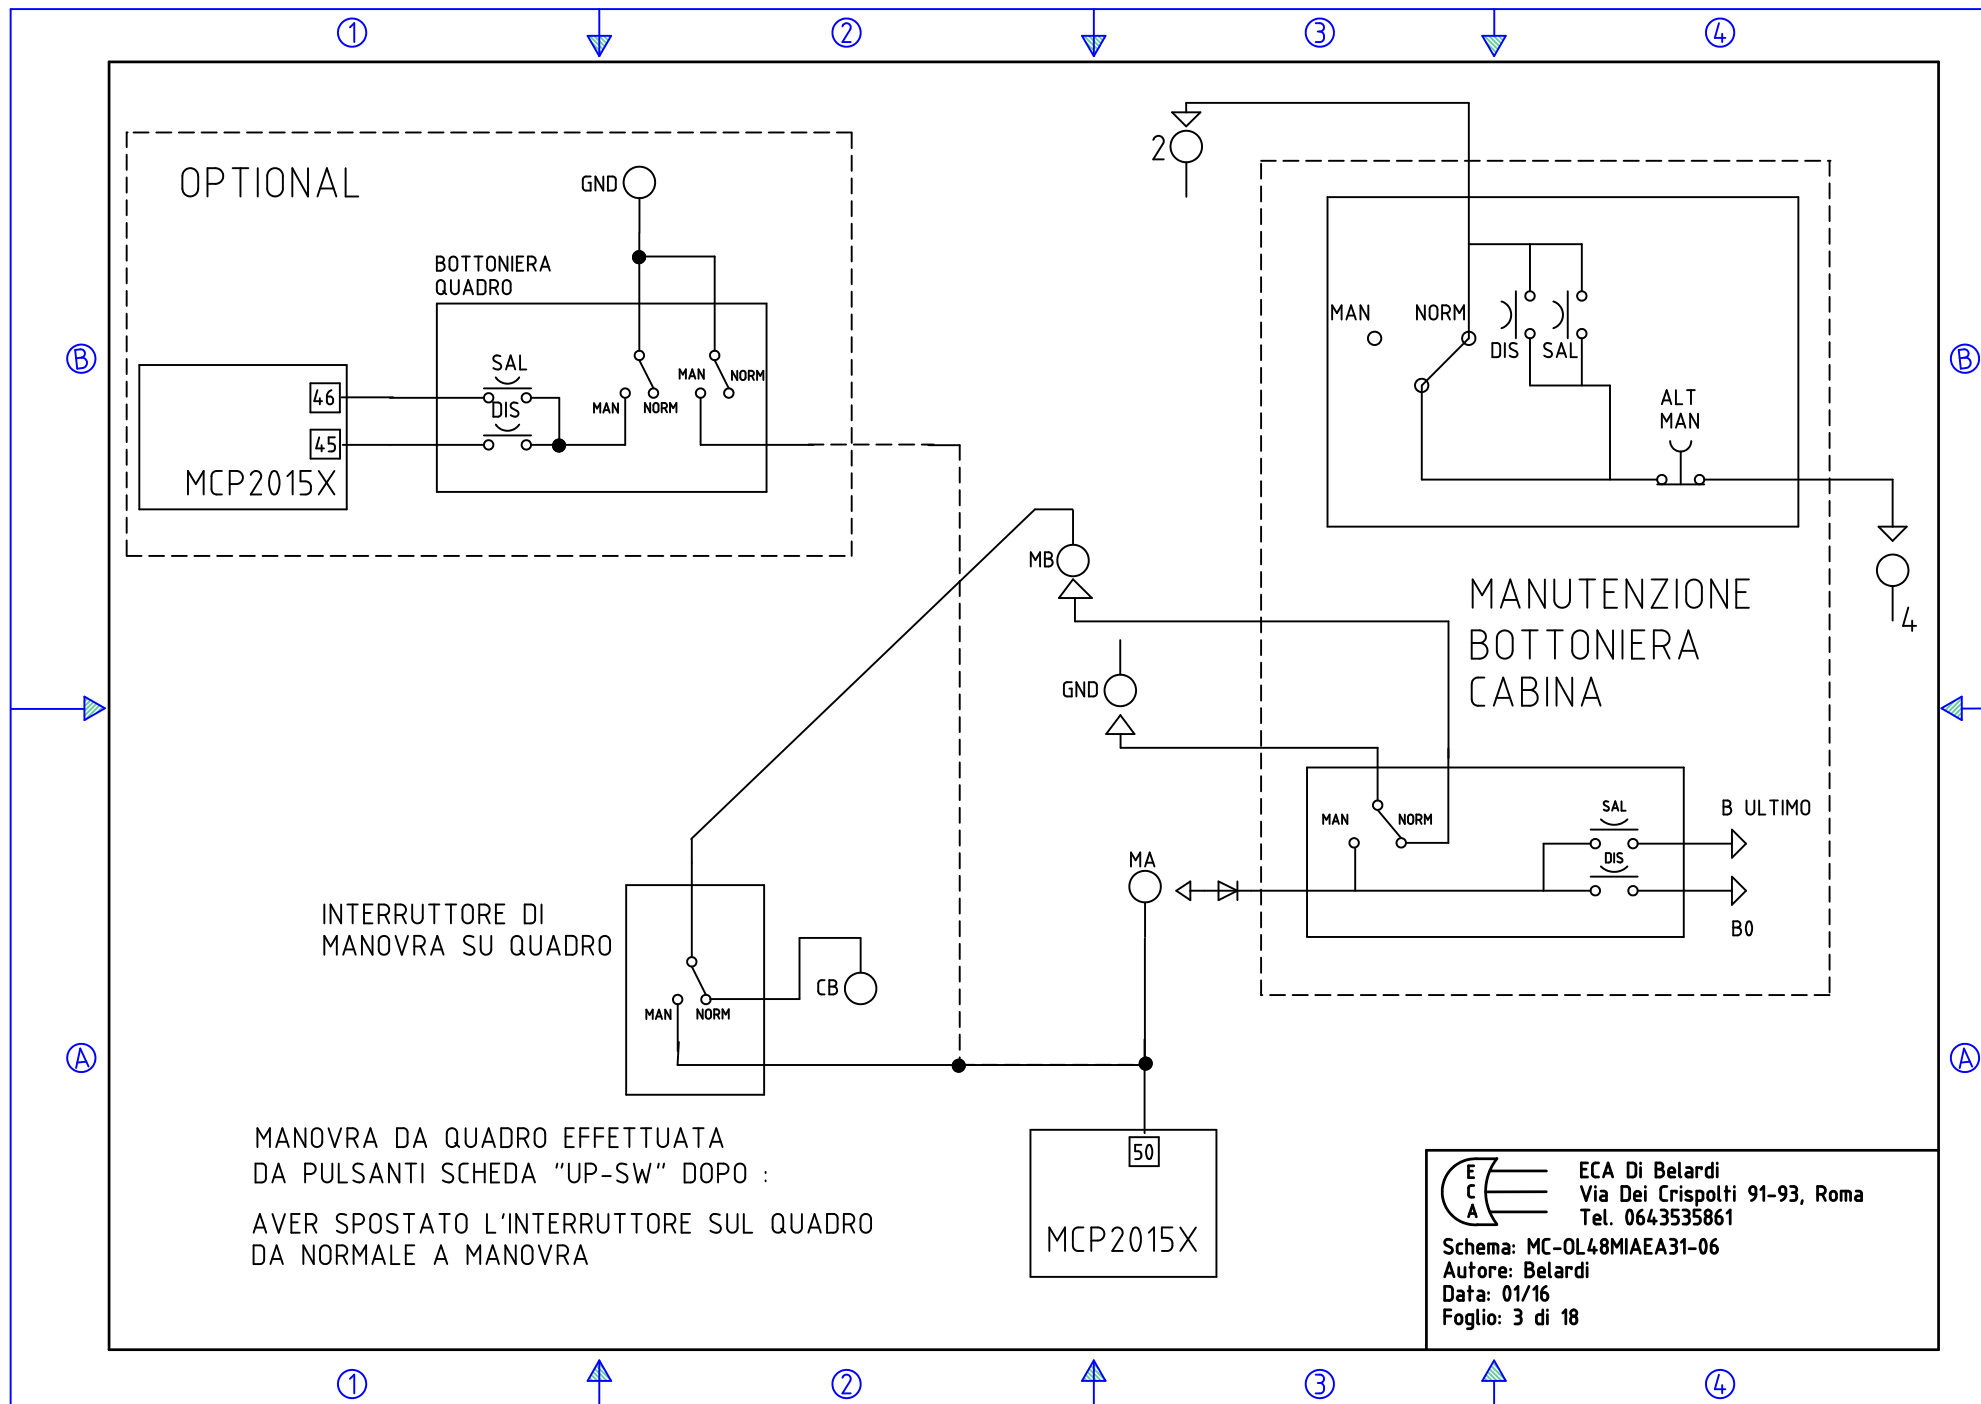 1
2
3
4
B
B
A
A
OPTIONAL
GND
BOTTONIERA
QUADRO
SAL
DIS
MAN
NORM
MAN
NORM
46
45
MCP2015X
2
MAN
NORM
DIS
SAL
ALT
MAN
4
MANUTENZIONE
BOTTONIERA
CABINA
MB
GND
MAN
NORM
SAL
DIS
B ULTIMO
B0
MA
INTERRUTTORE DI
MANOVRA SU QUADRO
MAN
NORM
CB
50
MCP2015X
MANOVRA DA QUADRO EFFETTUATA
DA PULSANTI SCHEDA "UP-SW" DOPO :
AVER SPOSTATO L'INTERRUTTORE SUL QUADRO
DA NORMALE A MANOVRA
E
C
A
ECA Di Belardi
Via Dei Crispolti 91-93, Roma
Tel. 0643535861
Schema: MC-OL48MIAEA31-06
Autore: Belardi
Data: 01/16
Foglio: 3 di 18
1
2
3
4